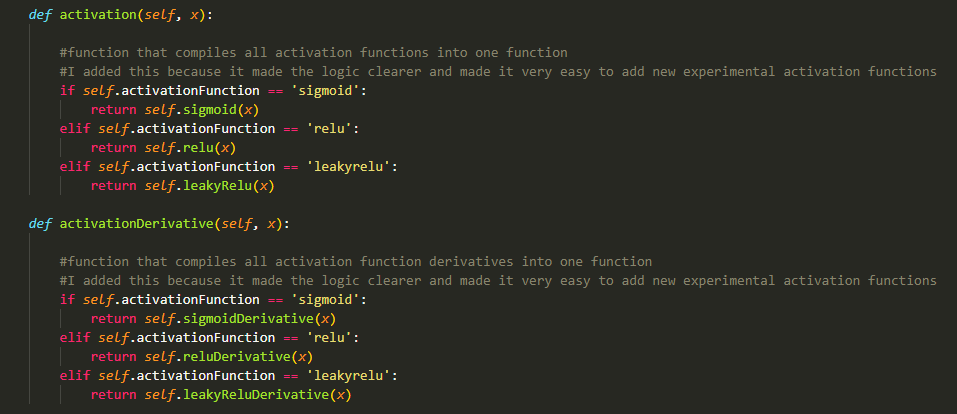 def activation(self, x):
#function that compiles all activation functions into one function
#I added this because it made the logic clearer and made it very easy to add new experimental activation functions
if self.activationFunction == 'sigmoid':
return self.sigmoid(x)
elif self.activationFunction == 'relu':
return self.relu(x)
elif self.activationFunction == 'leakyrelu':
return self.leakyRelu(x)
def activationDerivative(self, x):
#function that compiles all activation function derivatives into one function
#I added this because it made the logic clearer and made it very easy to add new experimental activation functions
if self.activationFunction == 'sigmoid':
return self.sigmoidDerivative(x)
elif self.activationFunction == 'relu':
return self.reluDerivative(x)
elif self.activationFunction == 'leakyrelu':
return self.leakyReluDerivative(x)